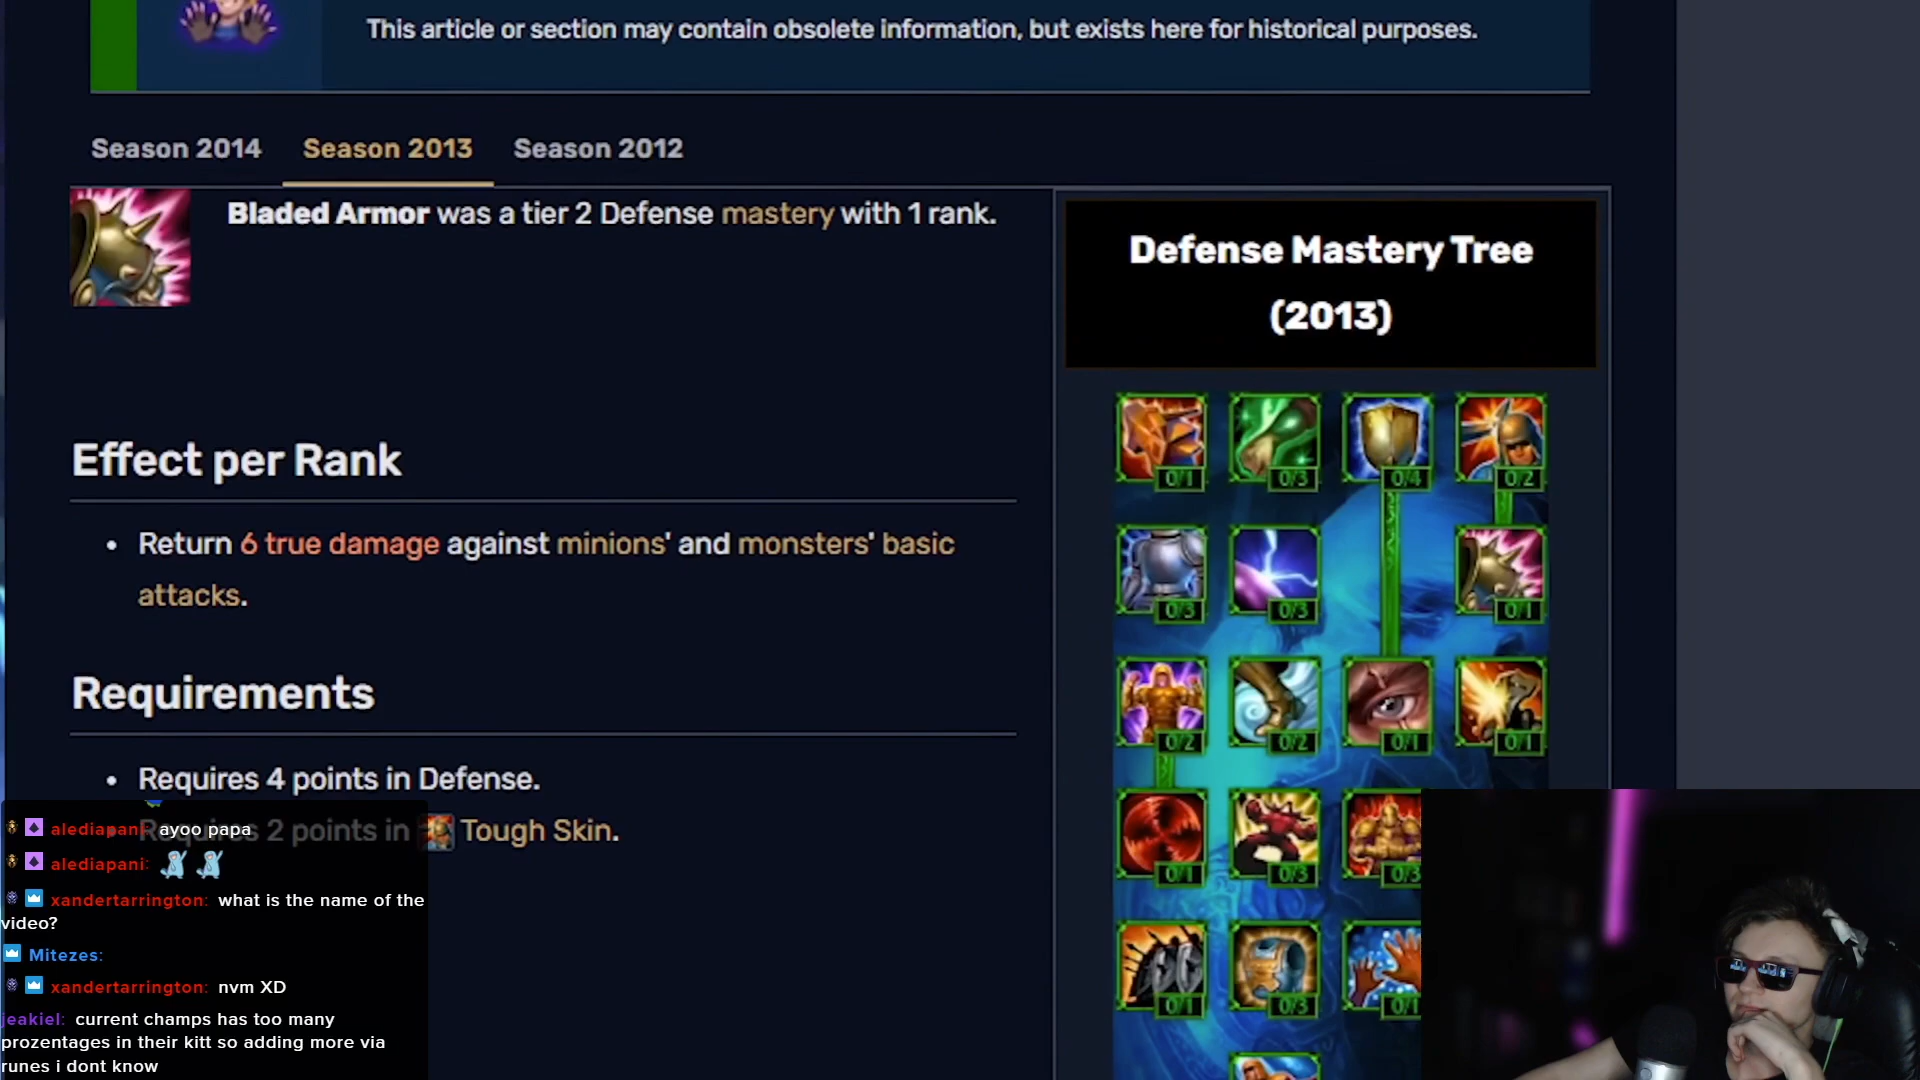 This article or section may contain obsolete information, but exists here for historical purposes.
Season 2014 Season 2013 Season 2012
Bladed Armor was a tier 2 Defense mastery with 1 rank.
Defense Mastery Tree
(2013)
0/1 0/3 0/4 0/2
0/3 0/3 0/1
0/2 0/2 0/1 0/1
0/1 0/3 0/3
0/1 0/3 0/1
Effect per Rank
• Return 6 true damage against minions' and monsters' basic
attacks.
Requirements
• Requires 4 points in Defense.
Requires 2 points in Tough Skin.
alediapani: ayoo papa
alediapani:
xandertarrington: what is the name of the
video?
Mitezes:
xandertarrington: nvm XD
jeakiel: current champs has too many
prozentages in their kitt so adding more via
runes i dont know